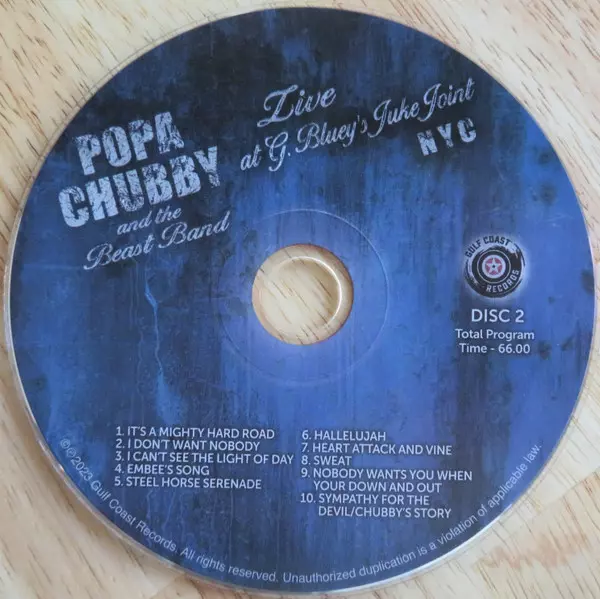 POPA
CHUBBY
and the
Beast Band
Live
at G. Bluey's Juke Joint
NYC
GULF COAST
RECORDS
DISC 2
Total Program
Time - 66.00
1. IT'S A MIGHTY HARD ROAD
2. I DON'T WANT NOBODY
3. I CAN'T SEE THE LIGHT OF DAY
4. EMBEE'S SONG
5. STEEL HORSE SERENADE
6. HALLELUJAH
7. HEART ATTACK AND VINE
8. SWEAT
9. NOBODY WANTS YOU WHEN
YOUR DOWN AND OUT
10. SYMPATHY FOR THE
DEVIL/CHUBBY'S STORY
©℗2023 Gulf Coast Records. All rights reserved. Unauthorized duplication is a violation of applicable law.